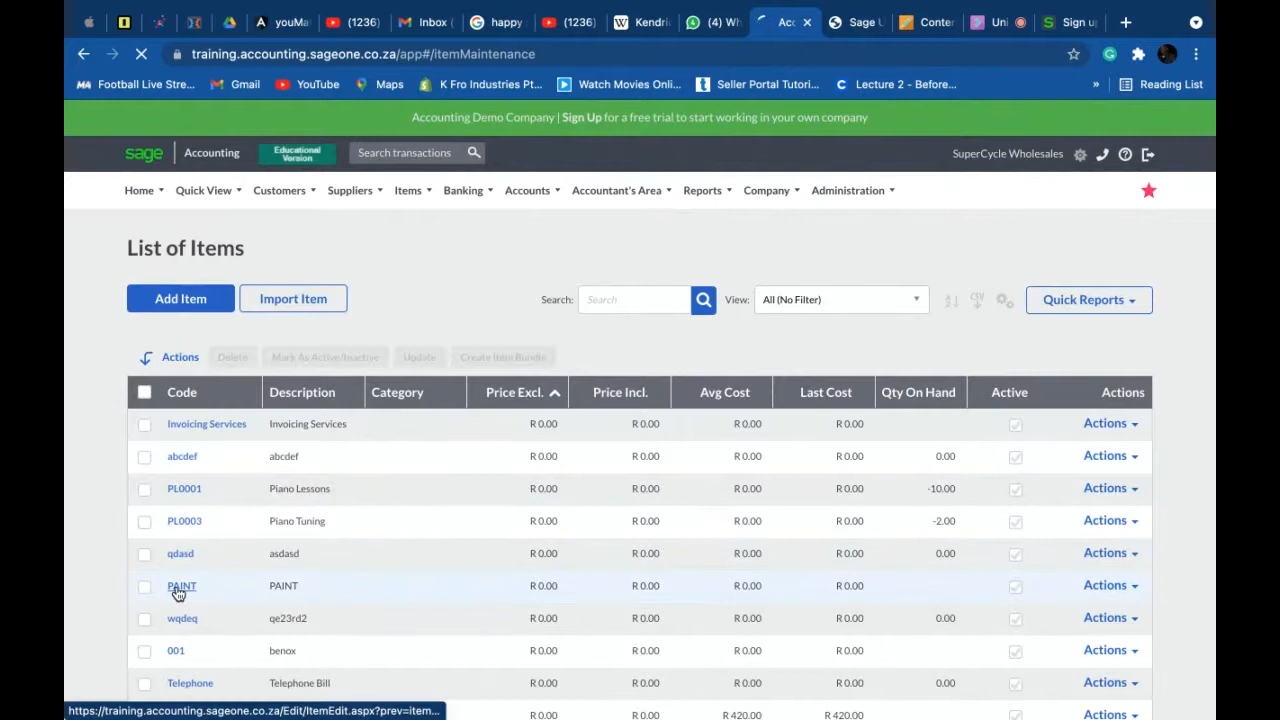 (1236)
youMa
Inbox (
happy
(1236)
Kendri
(4) Wh
Acc
Sage U
Conter
Uni
Sign up
training.accounting.sageone.co.za/app#/itemMaintenance
Football Live Stre...
Gmail
YouTube
Maps
K Fro Industries Pt...
Watch Movies Onli...
Seller Portal Tutori...
Lecture 2 - Before...
»
Reading List
Accounting Demo Company | Sign Up for a free trial to start working in your own company
sage
Accounting
Educational Version
Search transactions
SuperCycle Wholesales
Home
Quick View
Customers
Suppliers
Items
Banking
Accounts
Accountant's Area
Reports
Company
Administration
List of Items
Add Item
Import Item
Search:
Search
View:
All (No Filter)
CSV
Quick Reports
Actions
Delete
Mark As Active/Inactive
Update
Create Item Bundle
Code Description Category Price Excl. Price Incl. Avg Cost Last Cost Qty On Hand Active Actions
Invoicing Services Invoicing Services R 0.00 R 0.00 R 0.00 R 0.00 Actions
abcdef abcdef R 0.00 R 0.00 R 0.00 R 0.00 0.00 Actions
PL0001 Piano Lessons R 0.00 R 0.00 R 0.00 R 0.00 -10.00 Actions
PL0003 Piano Tuning R 0.00 R 0.00 R 0.00 R 0.00 -2.00 Actions
qdasd asdasd R 0.00 R 0.00 R 0.00 R 0.00 0.00 Actions
PAINT PAINT R 0.00 R 0.00 R 0.00 R 0.00 Actions
wqdeq qe23rd2 R 0.00 R 0.00 R 0.00 R 0.00 0.00 Actions
001 benox R 0.00 R 0.00 R 0.00 R 0.00 Actions
Telephone Telephone Bill R 0.00 R 0.00 R 0.00 R 0.00 0.00 Actions
R 0.00 R 0.00 R 420.00 R 420.00 Actions
https://training.accounting.sageone.co.za/Edit/ItemEdit.aspx?prev=item...